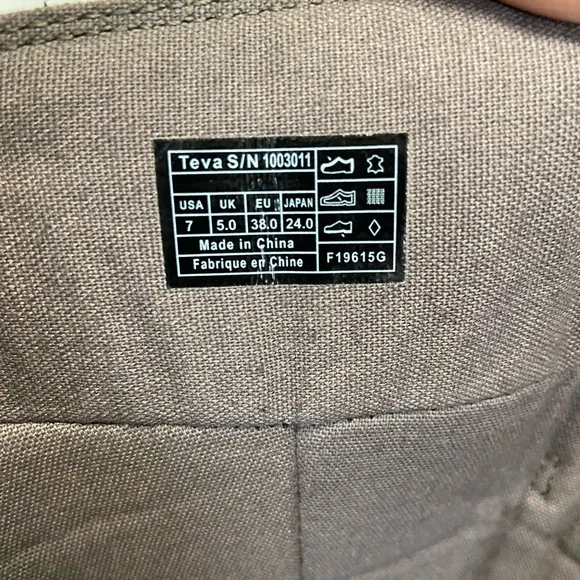 Teva S/N 1003011
USA UK EU JAPAN
7 5.0 38.0 24.0
Made in China
Fabrique en Chine
F19615G